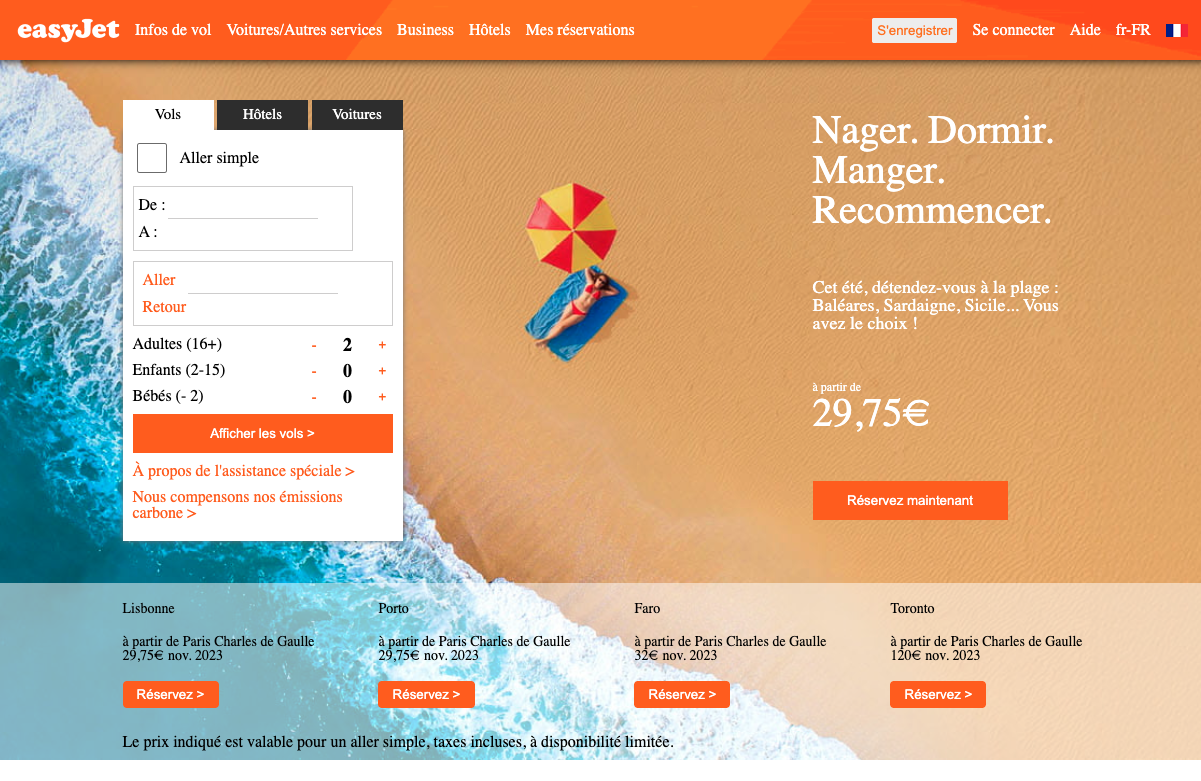 easyJet Infos de vol Voitures/Autres services Business Hôtels Mes réservations S'enregistrer Se connecter Aide fr-FR
Vols Hôtels Voitures
Aller simple
De :
A :
Aller
Retour
Adultes (16+) - 2 +
Enfants (2-15) - 0 +
Bébés (- 2) - 0 +
Afficher les vols >
À propos de l'assistance spéciale >
Nous compensons nos émissions
carbone >
Nager. Dormir.
Manger.
Recommencer.
Cet été, détendez-vous à la plage :
Baléares, Sardaigne, Sicile... Vous
avez le choix !
à partir de
29,75€
Réservez maintenant
Lisbonne
à partir de Paris Charles de Gaulle
29,75€ nov. 2023
Réservez >
Porto
à partir de Paris Charles de Gaulle
29,75€ nov. 2023
Réservez >
Faro
à partir de Paris Charles de Gaulle
32€ nov. 2023
Réservez >
Toronto
à partir de Paris Charles de Gaulle
120€ nov. 2023
Réservez >
Le prix indiqué est valable pour un aller simple, taxes incluses, à disponibilité limitée.